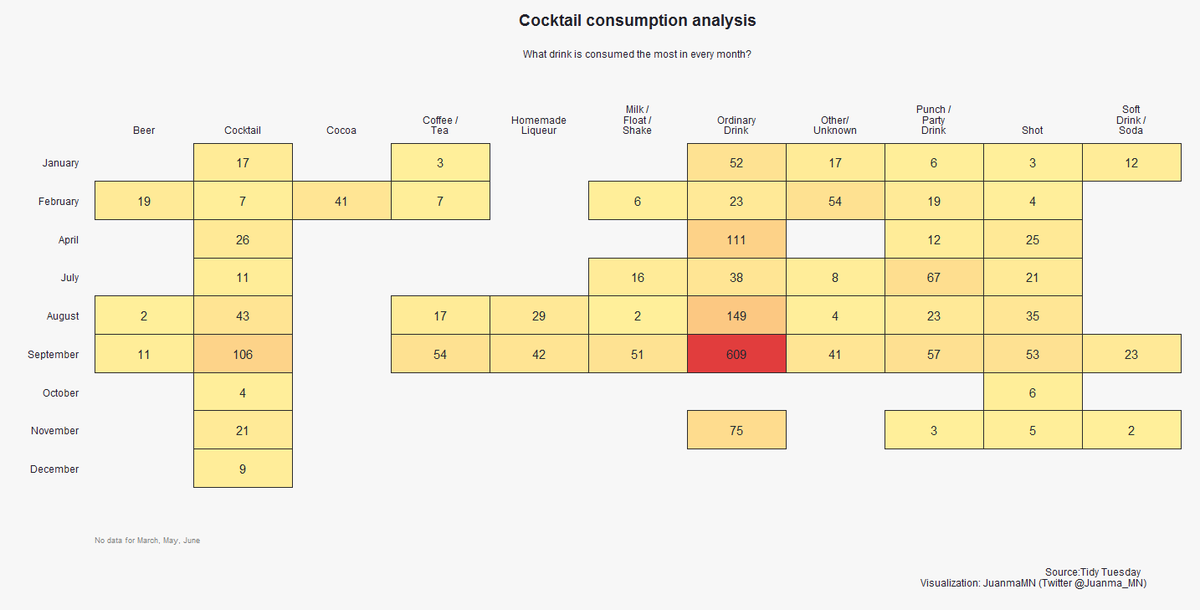 Cocktail consumption analysis
What drink is consumed the most in every month?
Beer Cocktail Cocoa Coffee / Tea Homemade Liqueur Milk / Float / Shake Ordinary Drink Other/ Unknown Punch / Party Drink Shot Soft Drink / Soda
January 17 3 52 17 6 3 12
February 19 7 41 7 6 23 54 19 4
April 26 111 12 25
July 11 16 38 8 67 21
August 2 43 17 29 2 149 4 23 35
September 11 106 54 42 51 609 41 57 53 23
October 4 6
November 21 75 3 5 2
December 9
No data for March, May, June
Source:Tidy Tuesday
Visualization: JuanmaMN (Twitter @Juanma_MN)